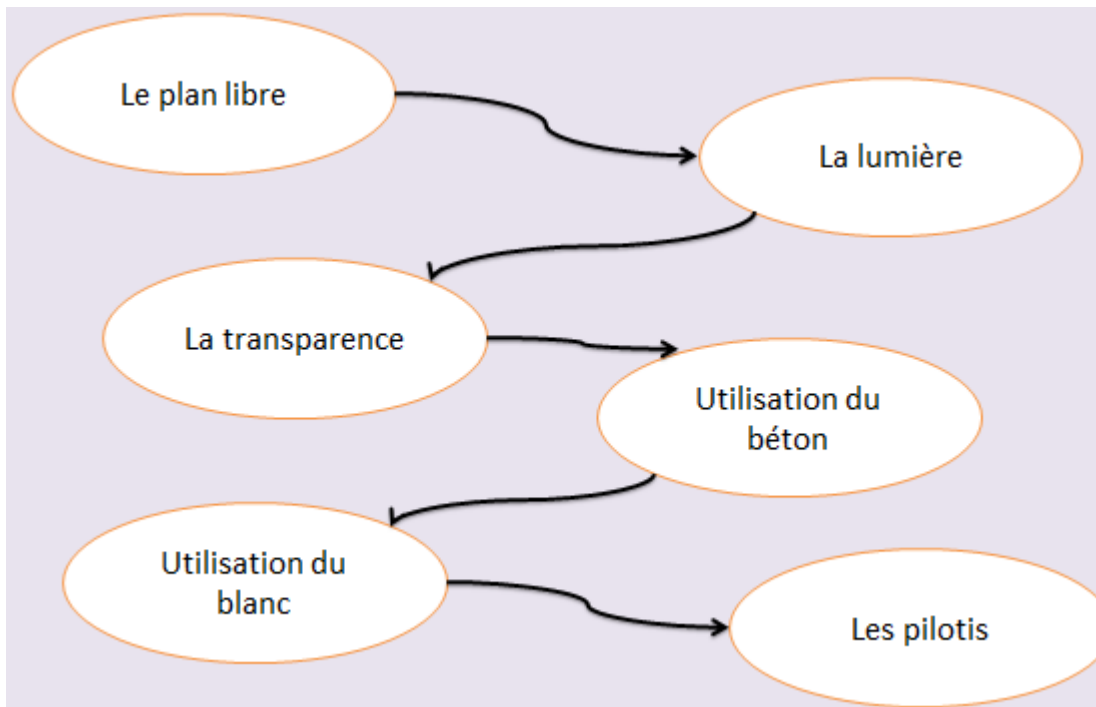 Le plan libre
La lumière
La transparence
Utilisation du
béton
Utilisation du
blanc
Les pilotis